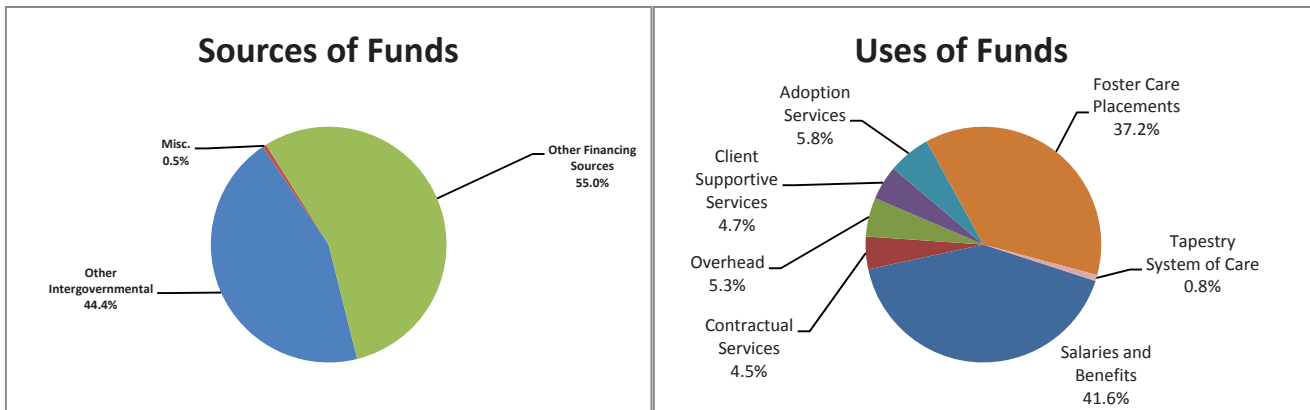 Sources of Funds
Misc.
0.5%
Other Financing
Sources
55.0%
Other
Intergovernmental
44.4%
Uses of Funds
Adoption
Services
5.8%
Foster Care
Placements
37.2%
Client
Supportive
Services
4.7%
Overhead
5.3%
Tapestry
System of Care
0.8%
Contractual
Services
4.5%
Salaries and
Benefits
41.6%